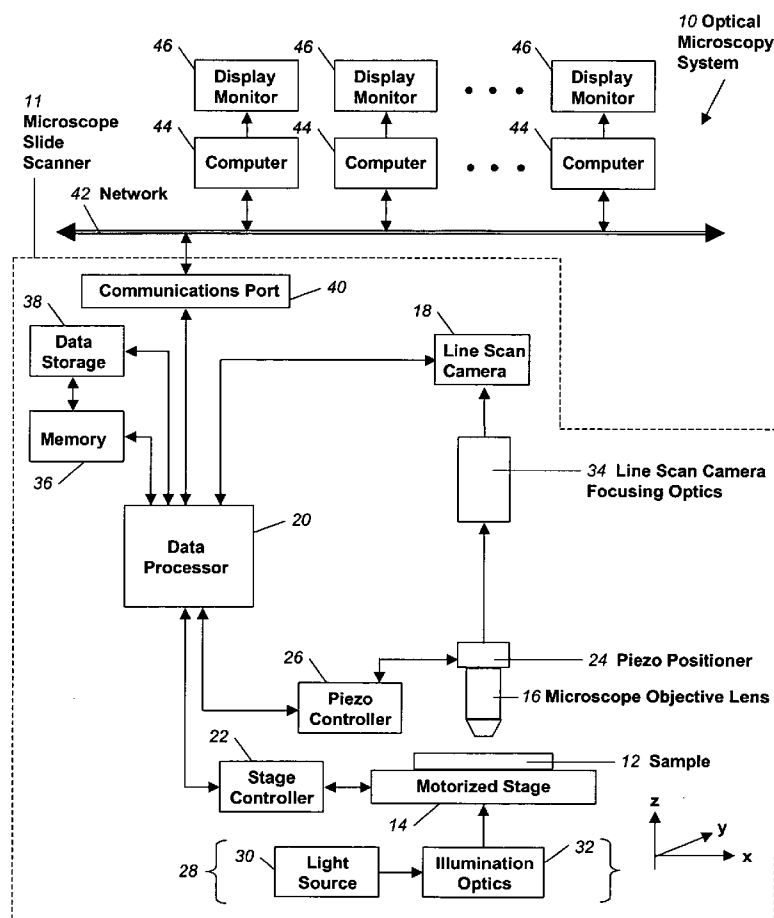 10 Optical
Microscopy
System
46
46
46
Display
Monitor
Display
Monitor
Display
Monitor
11
Microscope
Slide
Scanner
44
44
44
Computer
Computer
Computer
42 Network
Communications Port
40
38
Data
Storage
18
Line Scan
Camera
Memory
36
34 Line Scan Camera
Focusing Optics
20
Data
Processor
26
Piezo
Controller
24 Piezo Positioner
16 Microscope Objective Lens
22
Stage
Controller
12 Sample
Motorized Stage
14
z
y
x
28
30
Light
Source
Illumination
Optics
32